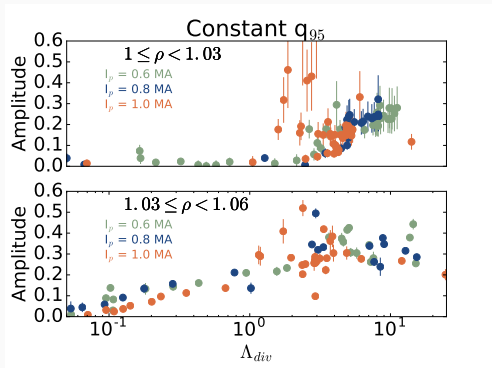 Constant q₉₅
0.6
0.5
0.4
0.3
0.2
0.1
0.0
Amplitude
1 ≤ ρ < 1.03
Iₚ = 0.6 MA
Iₚ = 0.8 MA
Iₚ = 1.0 MA
0.6
0.5
0.4
0.3
0.2
0.1
0.0
Amplitude
1.03 ≤ ρ < 1.06
Iₚ = 0.6 MA
Iₚ = 0.8 MA
Iₚ = 1.0 MA
10⁻¹ 10⁰ 10¹
Λ_div